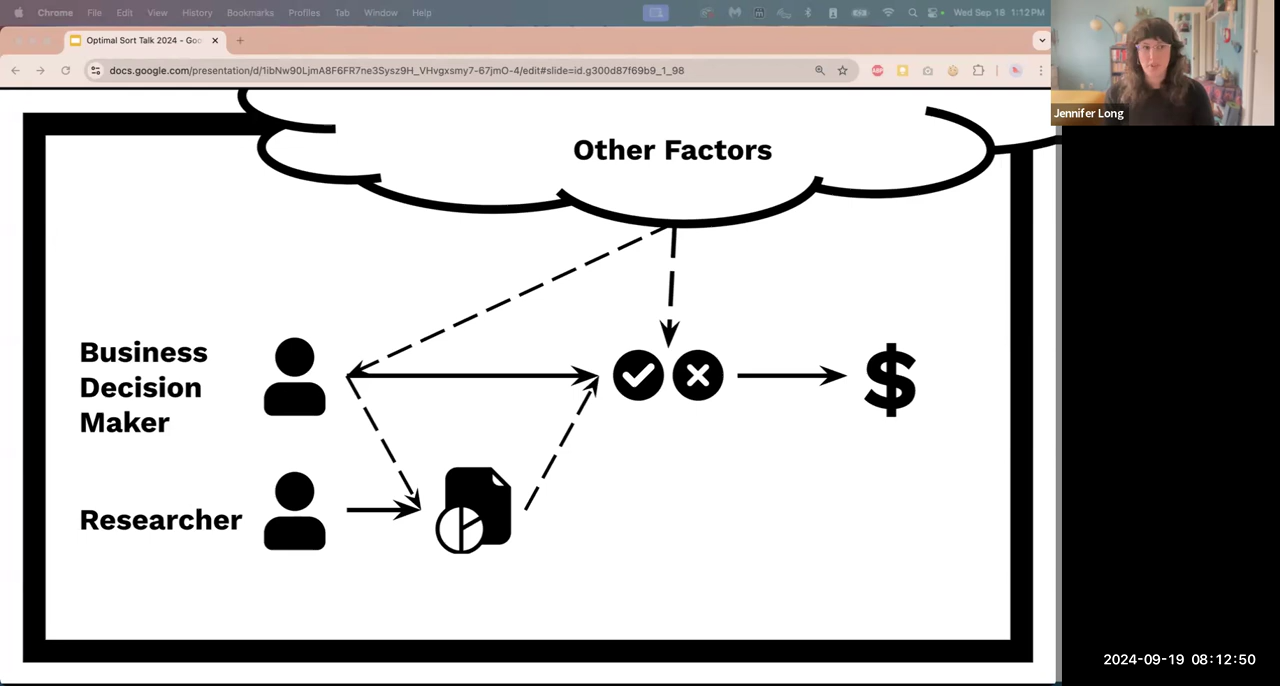 Chrome File Edit View History Bookmarks Profiles Tab Window Help Wed Sep 18 1:12 PM
Optimal Sort Talk 2024 - Goo
docs.google.com/presentation/d/1ibNw90LjmA8F6FR7ne3Sysz9H_VHvgxsmy7-67jmO-4/edit#slide=id.g300d87f69b9_1_98
Jennifer Long
Other Factors
Business
Decision
Maker
$
Researcher
2024-09-19 08:12:50